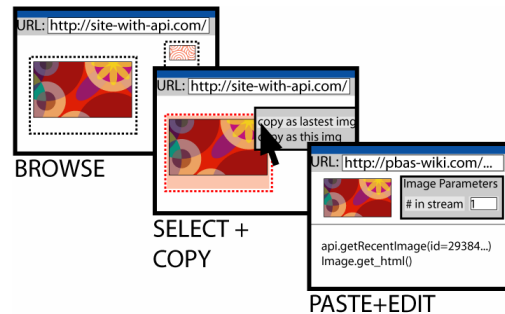 URL: http://site-with-api.com/
BROWSE
URL: http://site-with-api.com/
copy as lastest img
copy as this img
SELECT +
COPY
URL: http://pbas-wiki.com/...
Image Parameters
# in stream 1
api.getRecentImage(id=29384...)
Image.get_html()
PASTE+EDIT